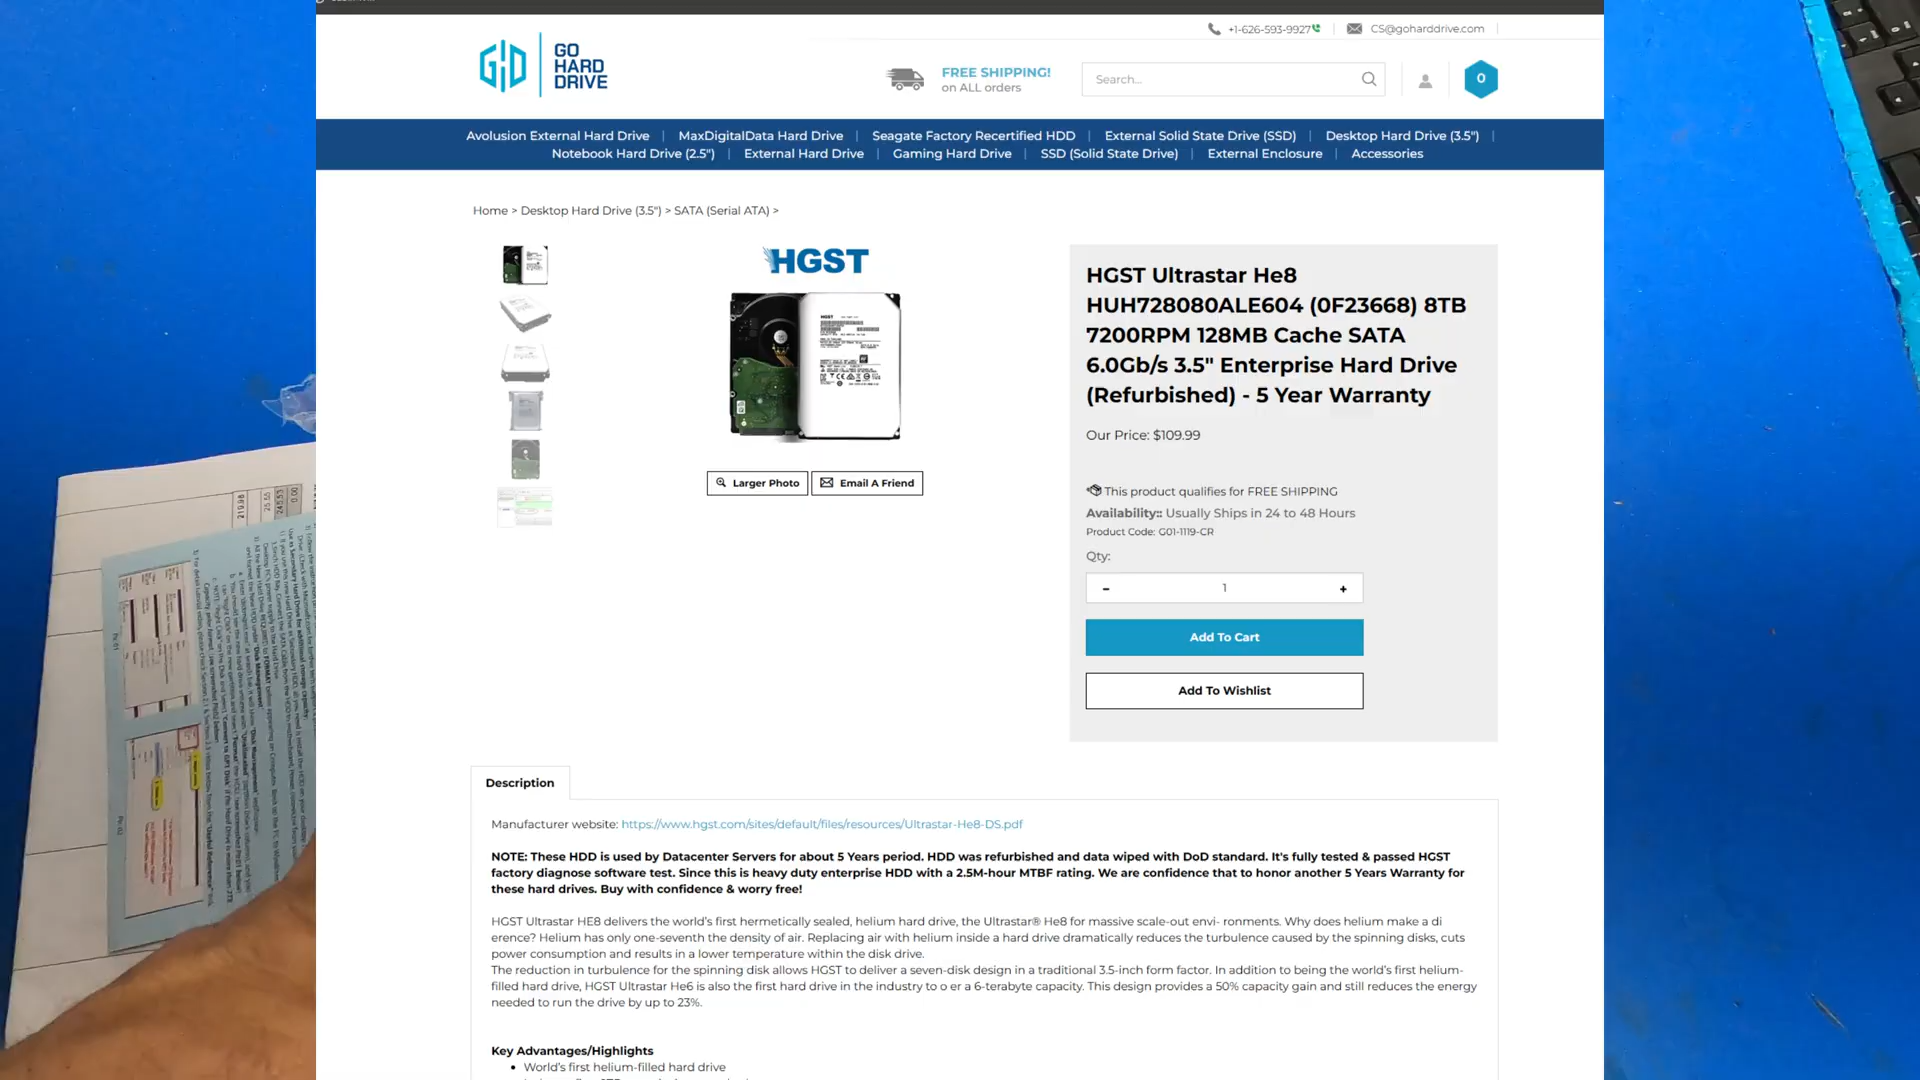 +1-626-593-9927
CS@goharddrive.com
GO
HARD
DRIVE
FREE SHIPPING!
on ALL orders
Search...
0
Avolusion External Hard Drive | MaxDigitalData Hard Drive | Seagate Factory Recertified HDD | External Solid State Drive (SSD) | Desktop Hard Drive (3.5") |
Notebook Hard Drive (2.5") | External Hard Drive | Gaming Hard Drive | SSD (Solid State Drive) | External Enclosure | Accessories
Home > Desktop Hard Drive (3.5") > SATA (Serial ATA) >
HGST
HGST Ultrastar He8
HUH728080ALE604 (0F23668) 8TB
7200RPM 128MB Cache SATA
6.0Gb/s 3.5" Enterprise Hard Drive
(Refurbished) - 5 Year Warranty
Our Price: $109.99
Larger Photo
Email A Friend
This product qualifies for FREE SHIPPING
Availability:: Usually Ships in 24 to 48 Hours
Product Code: G01-1119-CR
Qty:
- 1 +
Add To Cart
Add To Wishlist
219.98
25.55
245.53
0.00
Description
Manufacturer website: https://www.hgst.com/sites/default/files/resources/Ultrastar-He8-DS.pdf
NOTE: These HDD is used by Datacenter Servers for about 5 Years period. HDD was refurbished and data wiped with DoD standard. It's fully tested & passed HGST
factory diagnose software test. Since this is heavy duty enterprise HDD with a 2.5M-hour MTBF rating. We are confidence that to honor another 5 Years Warranty for
these hard drives. Buy with confidence & worry free!
HGST Ultrastar HE8 delivers the world's first hermetically sealed, helium hard drive, the Ultrastar® He8 for massive scale-out envi- ronments. Why does helium make a di
erence? Helium has only one-seventh the density of air. Replacing air with helium inside a hard drive dramatically reduces the turbulence caused by the spinning disks, cuts
power consumption and results in a lower temperature within the disk drive.
The reduction in turbulence for the spinning disk allows HGST to deliver a seven-disk design in a traditional 3.5-inch form factor. In addition to being the world's first helium-
filled hard drive, HGST Ultrastar He6 is also the first hard drive in the industry to o er a 6-terabyte capacity. This design provides a 50% capacity gain and still reduces the energy
needed to run the drive by up to 23%.
Key Advantages/Highlights
• World's first helium-filled hard drive